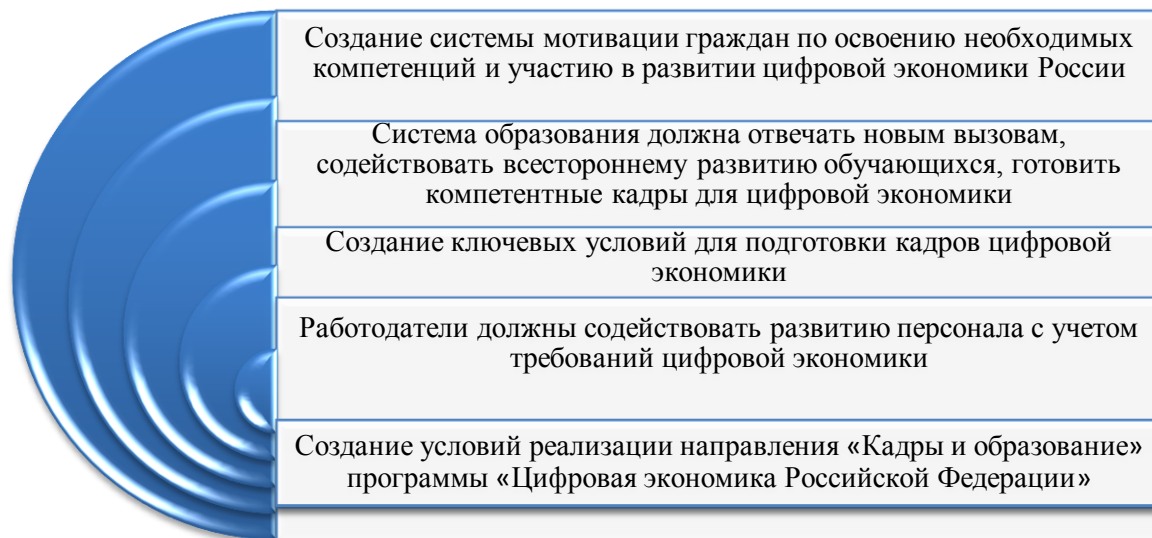 Создание системы мотивации граждан по освоению необходимых
компетенций и участию в развитии цифровой экономики России
Система образования должна отвечать новым вызовам,
содействовать всестороннему развитию обучающихся, готовить
компетентные кадры для цифровой экономики
Создание ключевых условий для подготовки кадров цифровой
экономики
Работодатели должны содействовать развитию персонала с учетом
требований цифровой экономики
Создание условий реализации направления «Кадры и образование»
программы «Цифровая экономика Российской Федерации»